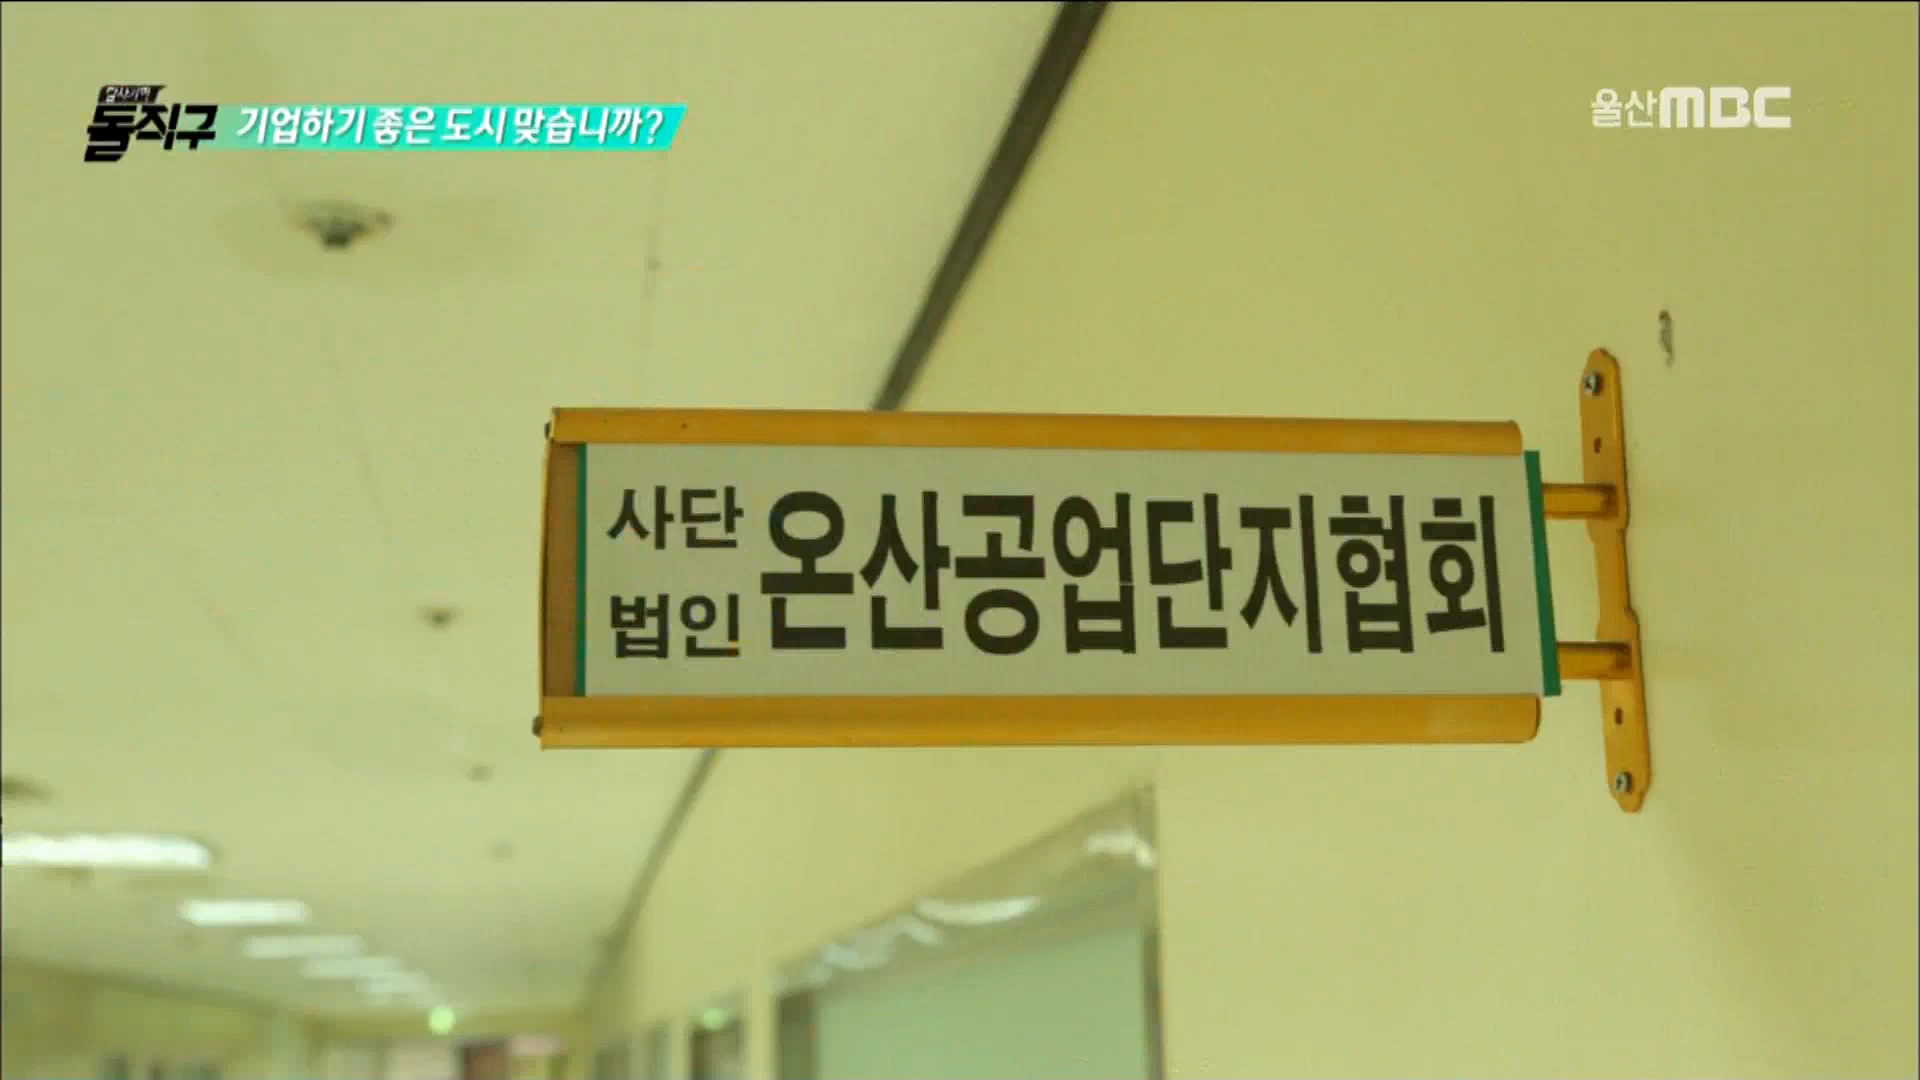 돌직구
기업하기 좋은 도시 맞습니까?
울산MBC
사단
법인
온산공업단지협회